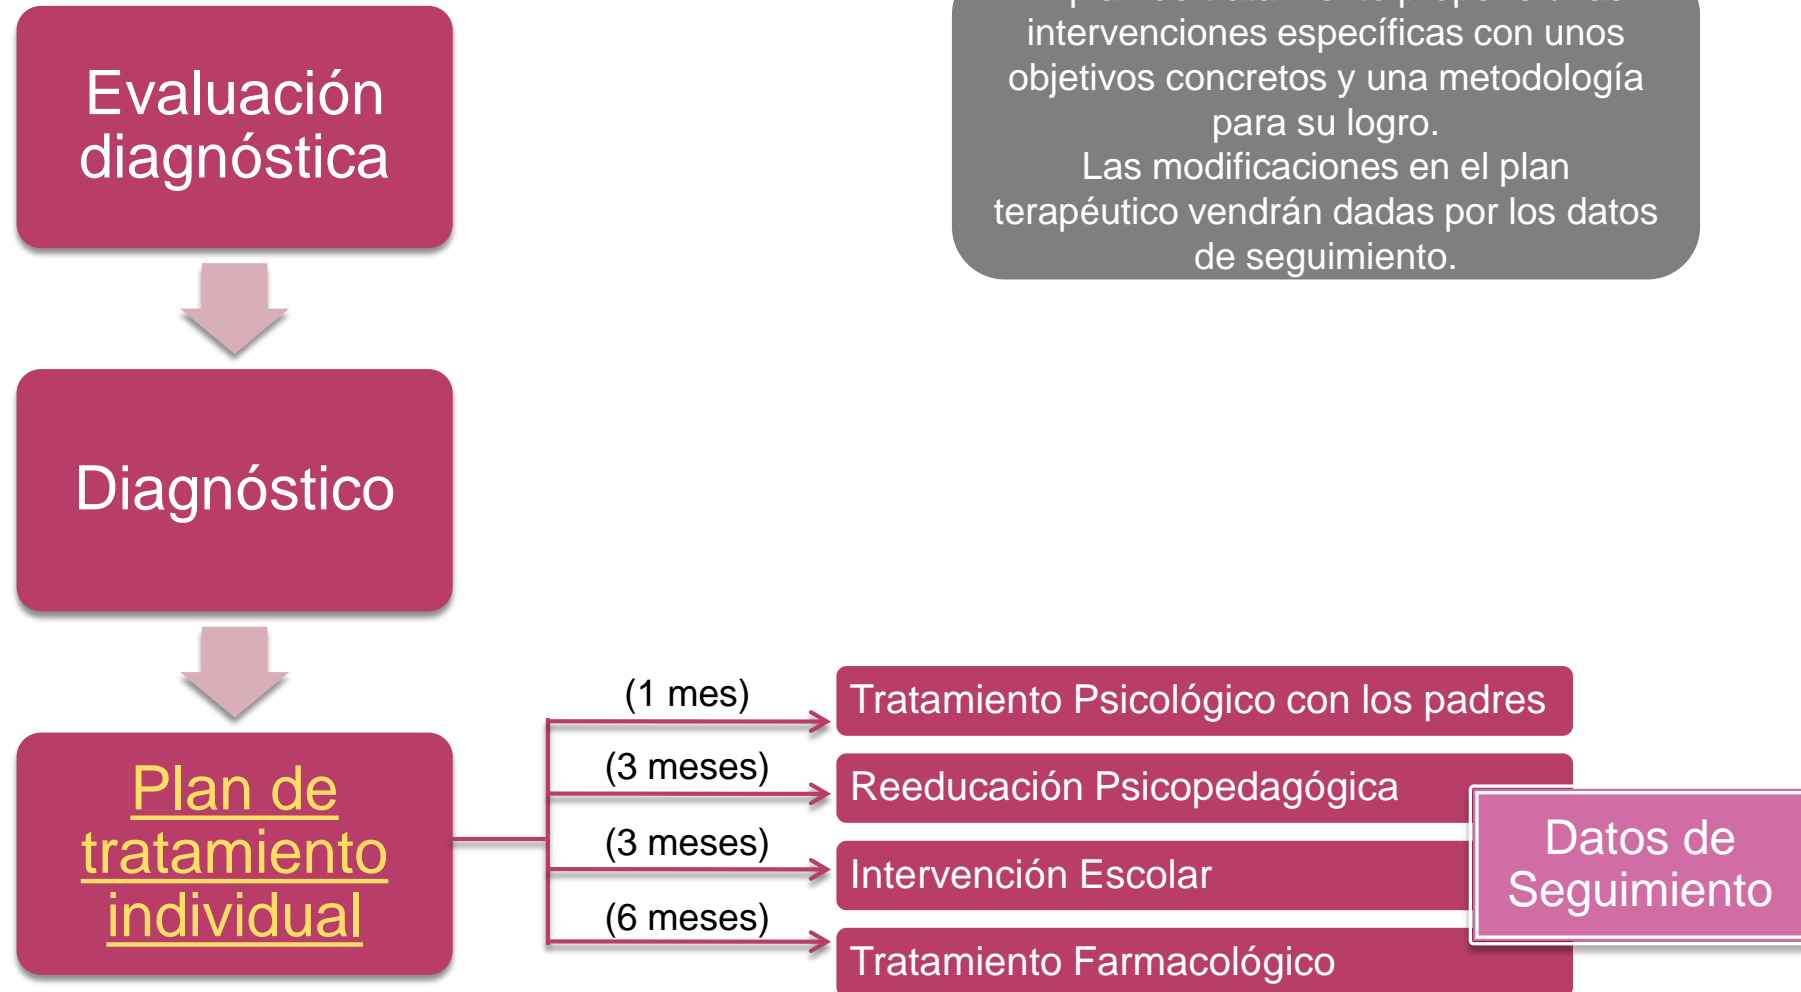 Evaluación
diagnóstica
intervenciones específicas con unos
objetivos concretos y una metodología
para su logro.
Las modificaciones en el plan
terapéutico vendrán dadas por los datos
de seguimiento.
Diagnóstico
Plan de
tratamiento
individual
(1 mes)
Tratamiento Psicológico con los padres
(3 meses)
Reeducación Psicopedagógica
(3 meses)
Intervención Escolar
(6 meses)
Tratamiento Farmacológico
Datos de
Seguimiento